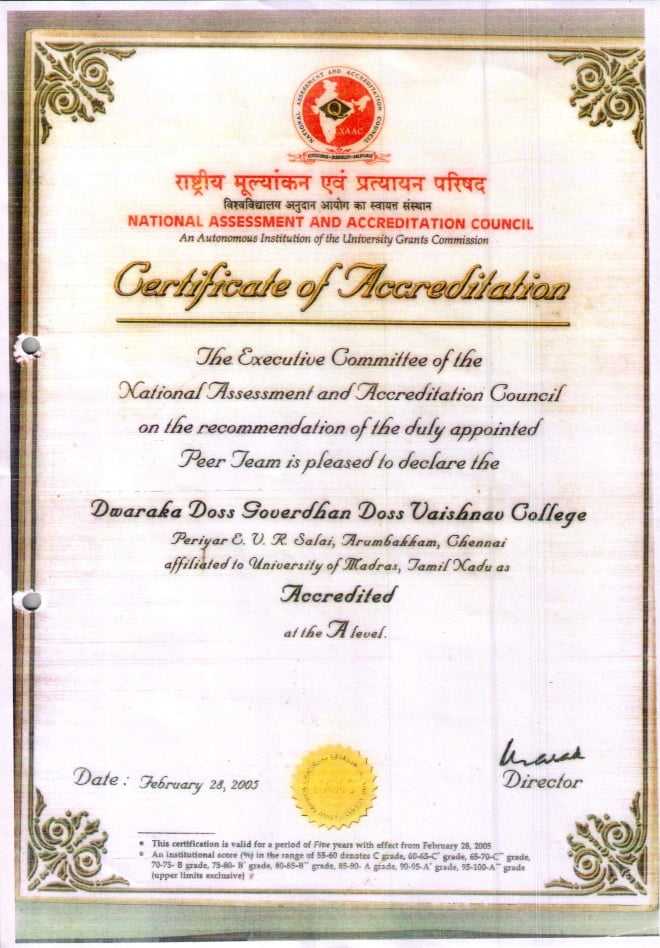 NATIONAL ASSESSMENT AND ACCREDITATION COUNCIL
NAAC
राष्ट्रीय मूल्यांकन एवं प्रत्यायन परिषद
विश्वविद्यालय अनुदान आयोग का स्वायत्त संस्थान
NATIONAL ASSESSMENT AND ACCREDITATION COUNCIL
An Autonomous Institution of the University Grants Commission
Certificate of Accreditation
The Executive Committee of the
National Assessment and Accreditation Council
on the recommendation of the duly appointed
Peer Team is pleased to declare the
Dwaraka Doss Goverdhan Doss Vaishnav College
Periyar E. V. R. Salai, Arumbakkam, Chennai
affiliated to University of Madras, Tamil Nadu as
Accredited
at the A level.
Date : February 28, 2005
Director
This certification is valid for a period of Five years with effect from February 28, 2005
An institutional score (%) in the range of 55-60 denotes C grade, 60-65-C+ grade, 65-70-C++ grade,
70-75- B grade, 75-80- B+ grade, 80-85-B++ grade, 85-90- A grade, 90-95-A+ grade, 95-100-A++ grade
(upper limits exclusive)